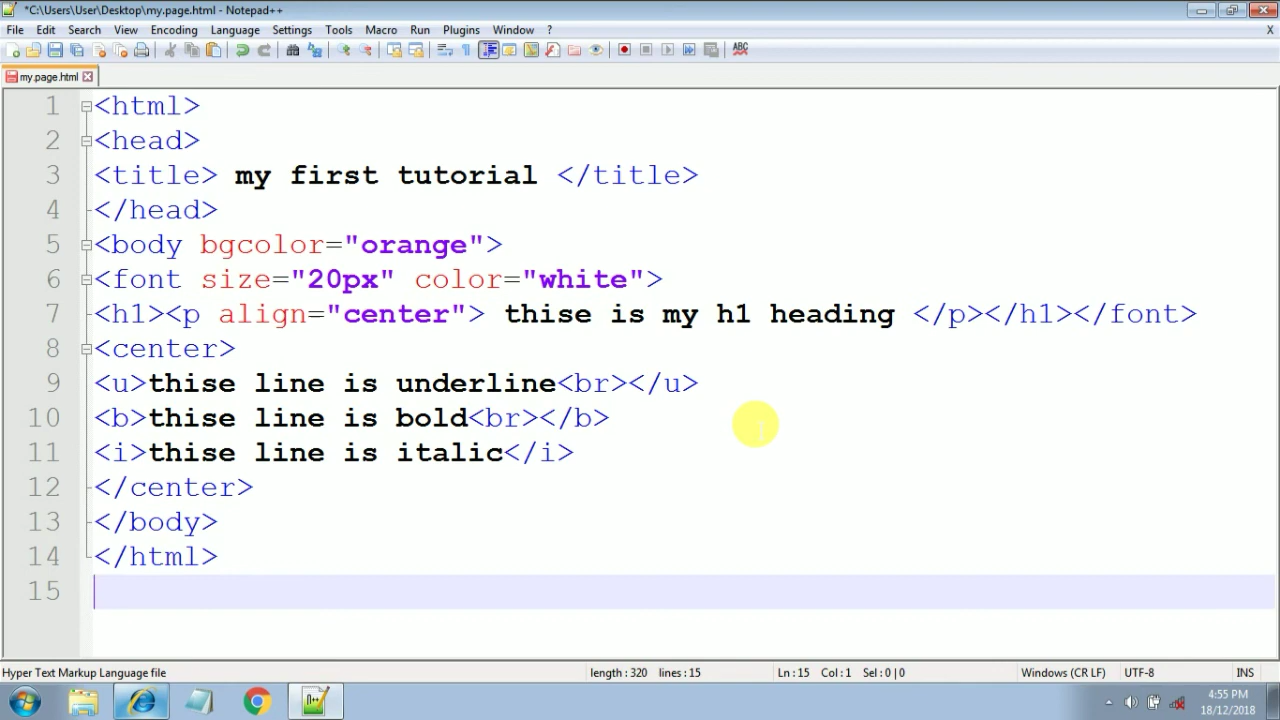 *C:\Users\User\Desktop\my.page.html - Notepad++
File Edit Search View Encoding Language Settings Tools Macro Run Plugins Window ? X
ABC
my.page.html
1 <html>
2 <head>
3 <title> my first tutorial </title>
4 </head>
5 <body bgcolor="orange">
6 <font size="20px" color="white">
7 <h1><p align="center"> thise is my h1 heading </p></h1></font>
8 <center>
9 <u>thise line is underline<br></u>
10 <b>thise line is bold<br></b>
11 <i>thise line is italic</i>
12 </center>
13 </body>
14 </html>
15
Hyper Text Markup Language file length : 320 lines : 15 Ln : 15 Col : 1 Sel : 0 | 0 Windows (CR LF) UTF-8 INS
4:55 PM
18/12/2018